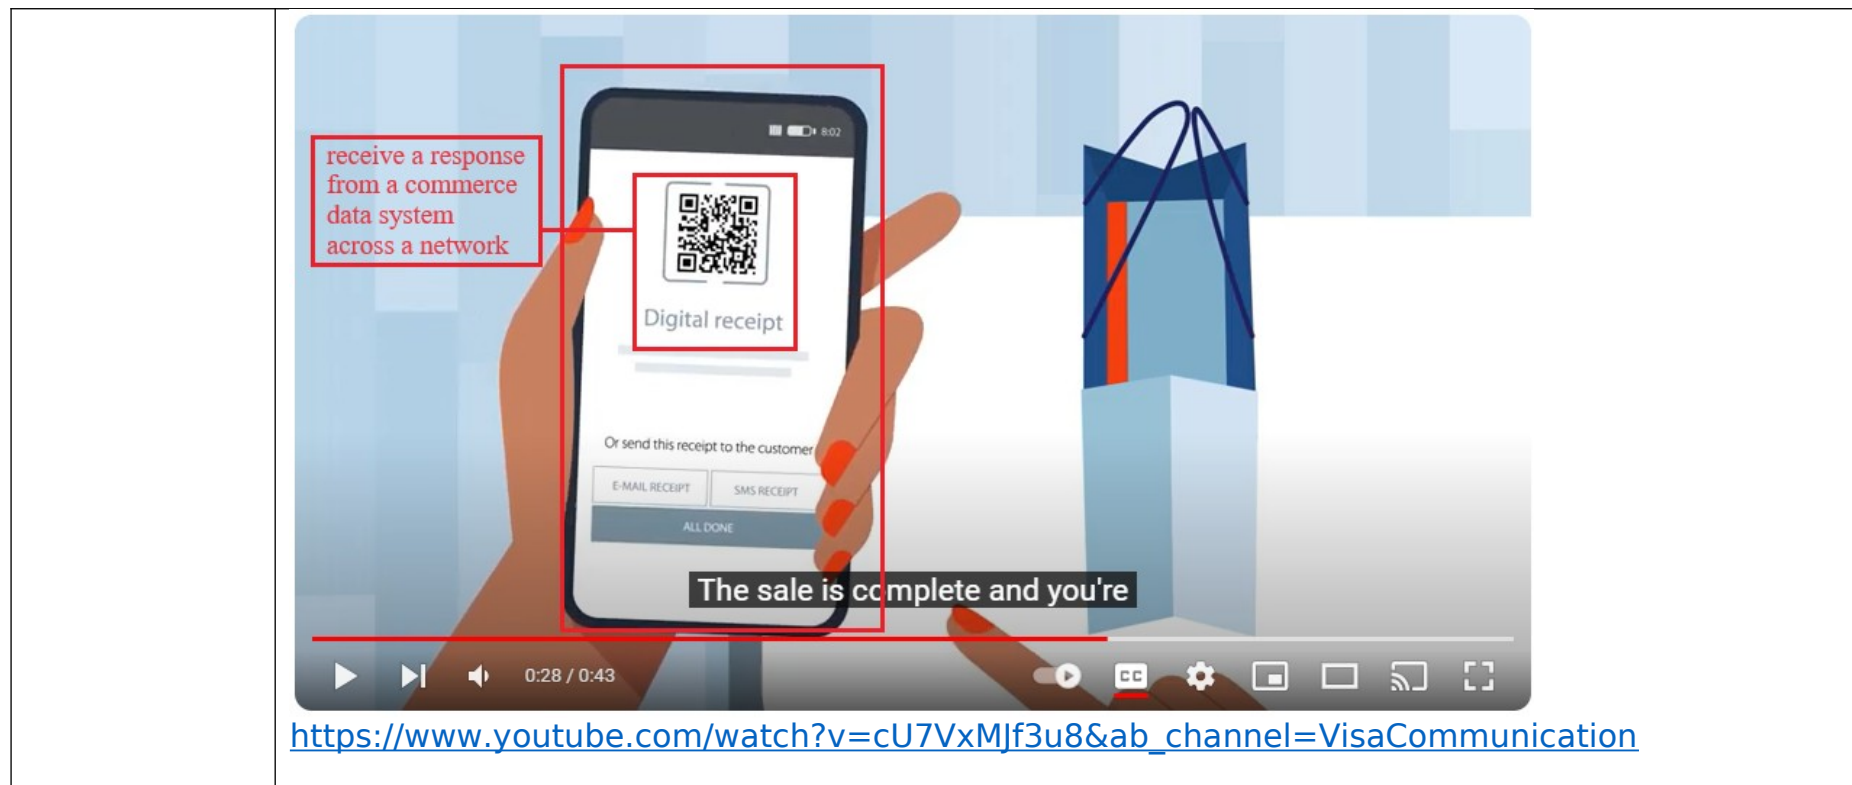 8:02
receive a response
from a commerce
data system
across a network
Digital receipt
Or send this receipt to the customer
E-MAIL RECEIPT
SMS RECEIPT
ALL DONE
The sale is complete and you're
0:28 / 0:43
CC
https://www.youtube.com/watch?v=cU7VxMJf3u8&ab_channel=VisaCommunication